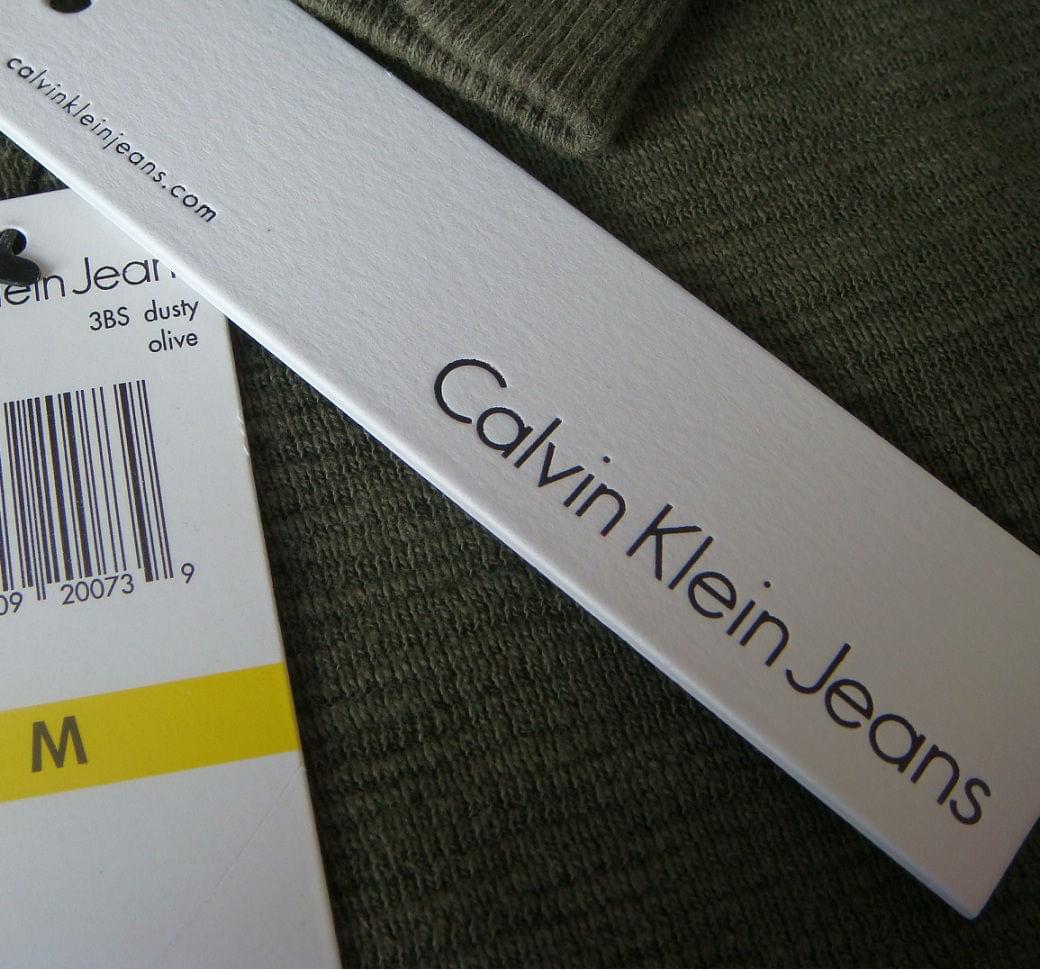 calvinkleinjeans.com
Calvin Klein Jeans
3BS dusty
olive
20073 9
M